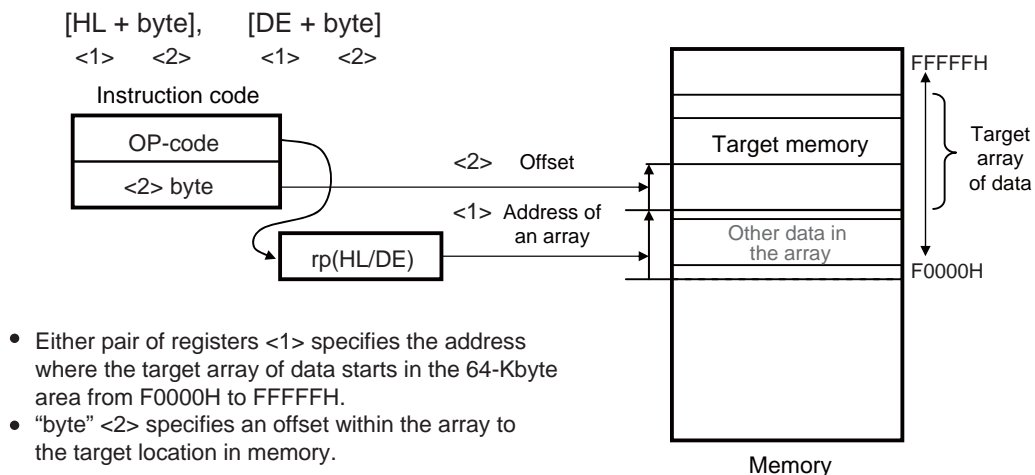 [HL + byte], [DE + byte]
<1> <2> <1> <2>
Instruction code
OP-code
<2> byte
rp(HL/DE)
<2> Offset
<1> Address of
an array
Target memory
Other data in
the array
FFFFFH
Target
array
of data
F0000H
Memory
• Either pair of registers <1> specifies the address
where the target array of data starts in the 64-Kbyte
area from F0000H to FFFFFH.
• “byte” <2> specifies an offset within the array to
the target location in memory.